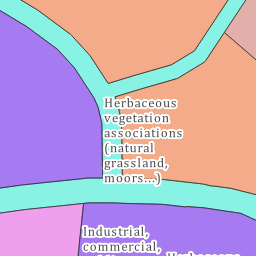 Herbaceous
vegetation
associations
(natural
grassland,
moors...)
Industrial,
commercial,